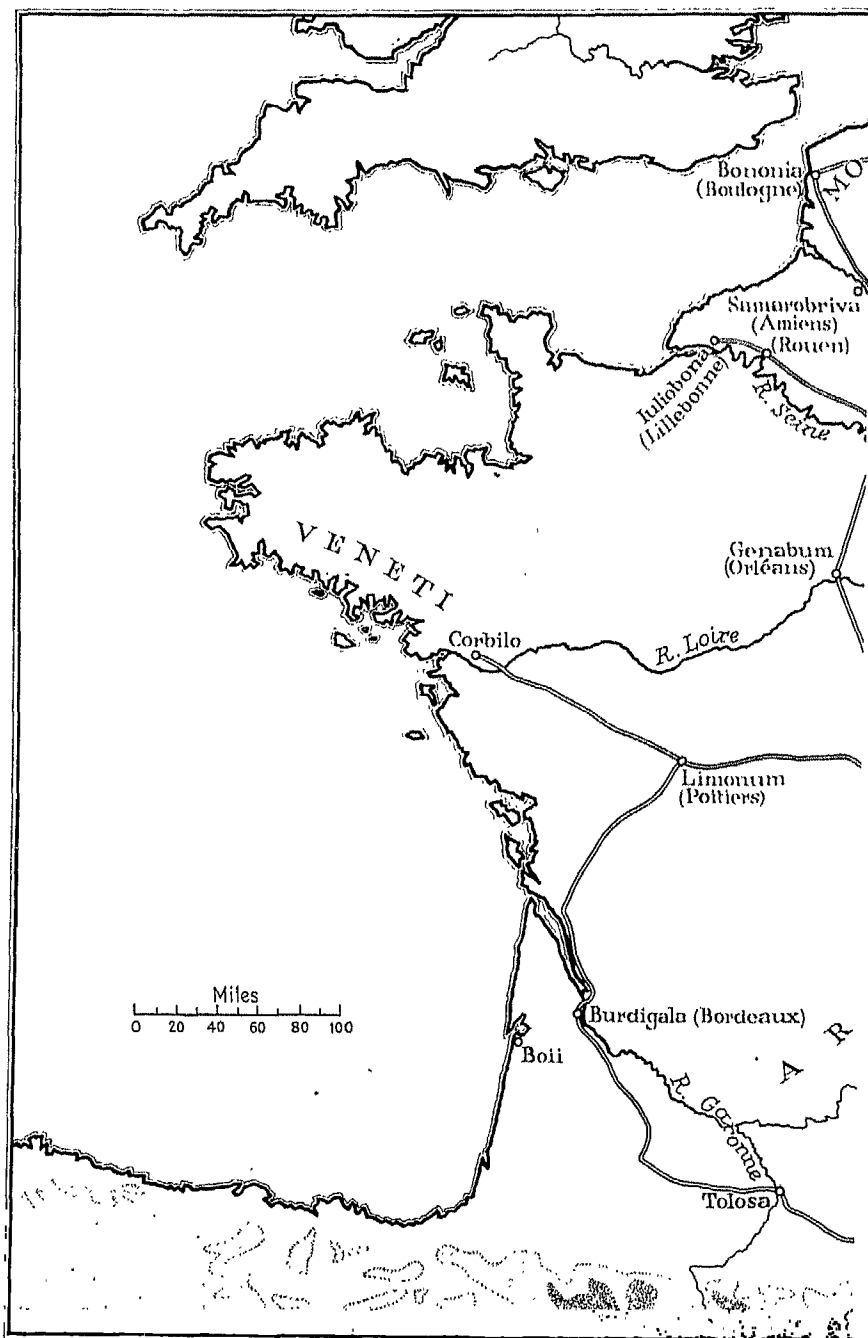 Bononia
(Boulogne)
MO
Samarobriva
(Amiens)
(Rouen)
Iuliobona
(Lillebonne)
R. Seine
VENETI
Genabum
(Orléans)
Corbilo
R. Loire
Limonum
(Poitiers)
Miles
0 20 40 60 80 100
Burdigala (Bordeaux)
Boii
A R
R. Garonne
Tolosa